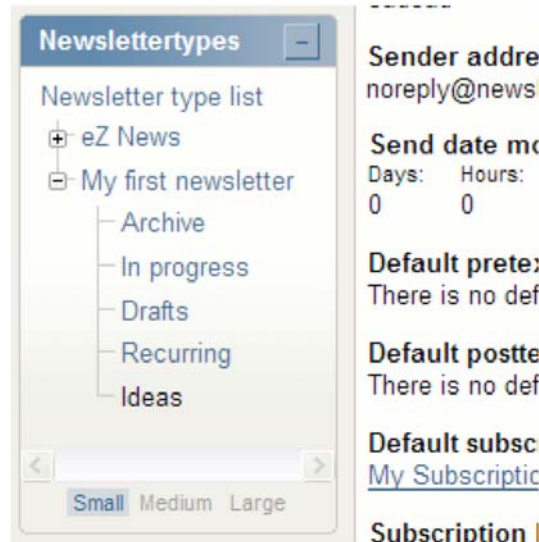 Newslettertypes
Newsletter type list
eZ News
My first newsletter
Archive
In progress
Drafts
Recurring
Ideas
Small Medium Large
Sender addre
noreply@news
Send date mo
Days: Hours:
0 0
Default pretex
There is no def
Default postte
There is no def
Default subsc
My Subscriptio
Subscription